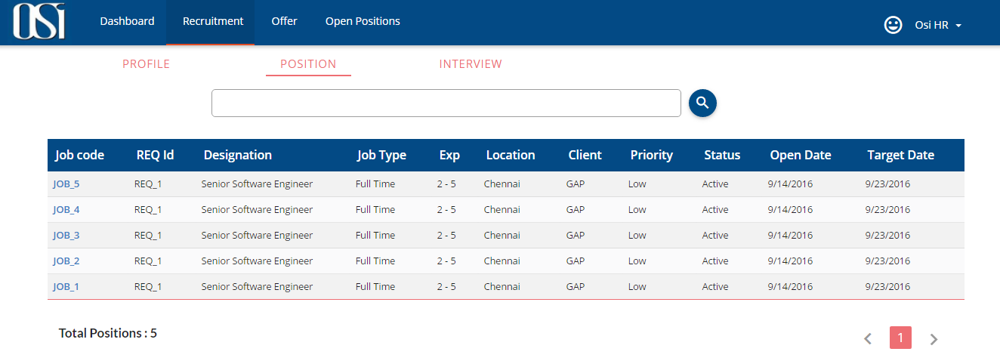 OSi Dashboard Recruitment Offer Open Positions Osi HR
PROFILE POSITION INTERVIEW
Job code REQ Id Designation Job Type Exp Location Client Priority Status Open Date Target Date
JOB_5 REQ_1 Senior Software Engineer Full Time 2 - 5 Chennai GAP Low Active 9/14/2016 9/23/2016
JOB_4 REQ_1 Senior Software Engineer Full Time 2 - 5 Chennai GAP Low Active 9/14/2016 9/23/2016
JOB_3 REQ_1 Senior Software Engineer Full Time 2 - 5 Chennai GAP Low Active 9/14/2016 9/23/2016
JOB_2 REQ_1 Senior Software Engineer Full Time 2 - 5 Chennai GAP Low Active 9/14/2016 9/23/2016
JOB_1 REQ_1 Senior Software Engineer Full Time 2 - 5 Chennai GAP Low Active 9/14/2016 9/23/2016
Total Positions : 5 1